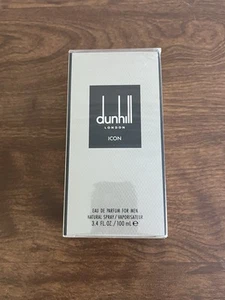 dunhill
LONDON
ICON
EAU DE PARFUM FOR MEN
NATURAL SPRAY/VAPORISATEUR
3.4 FL.OZ./100 mL ℮